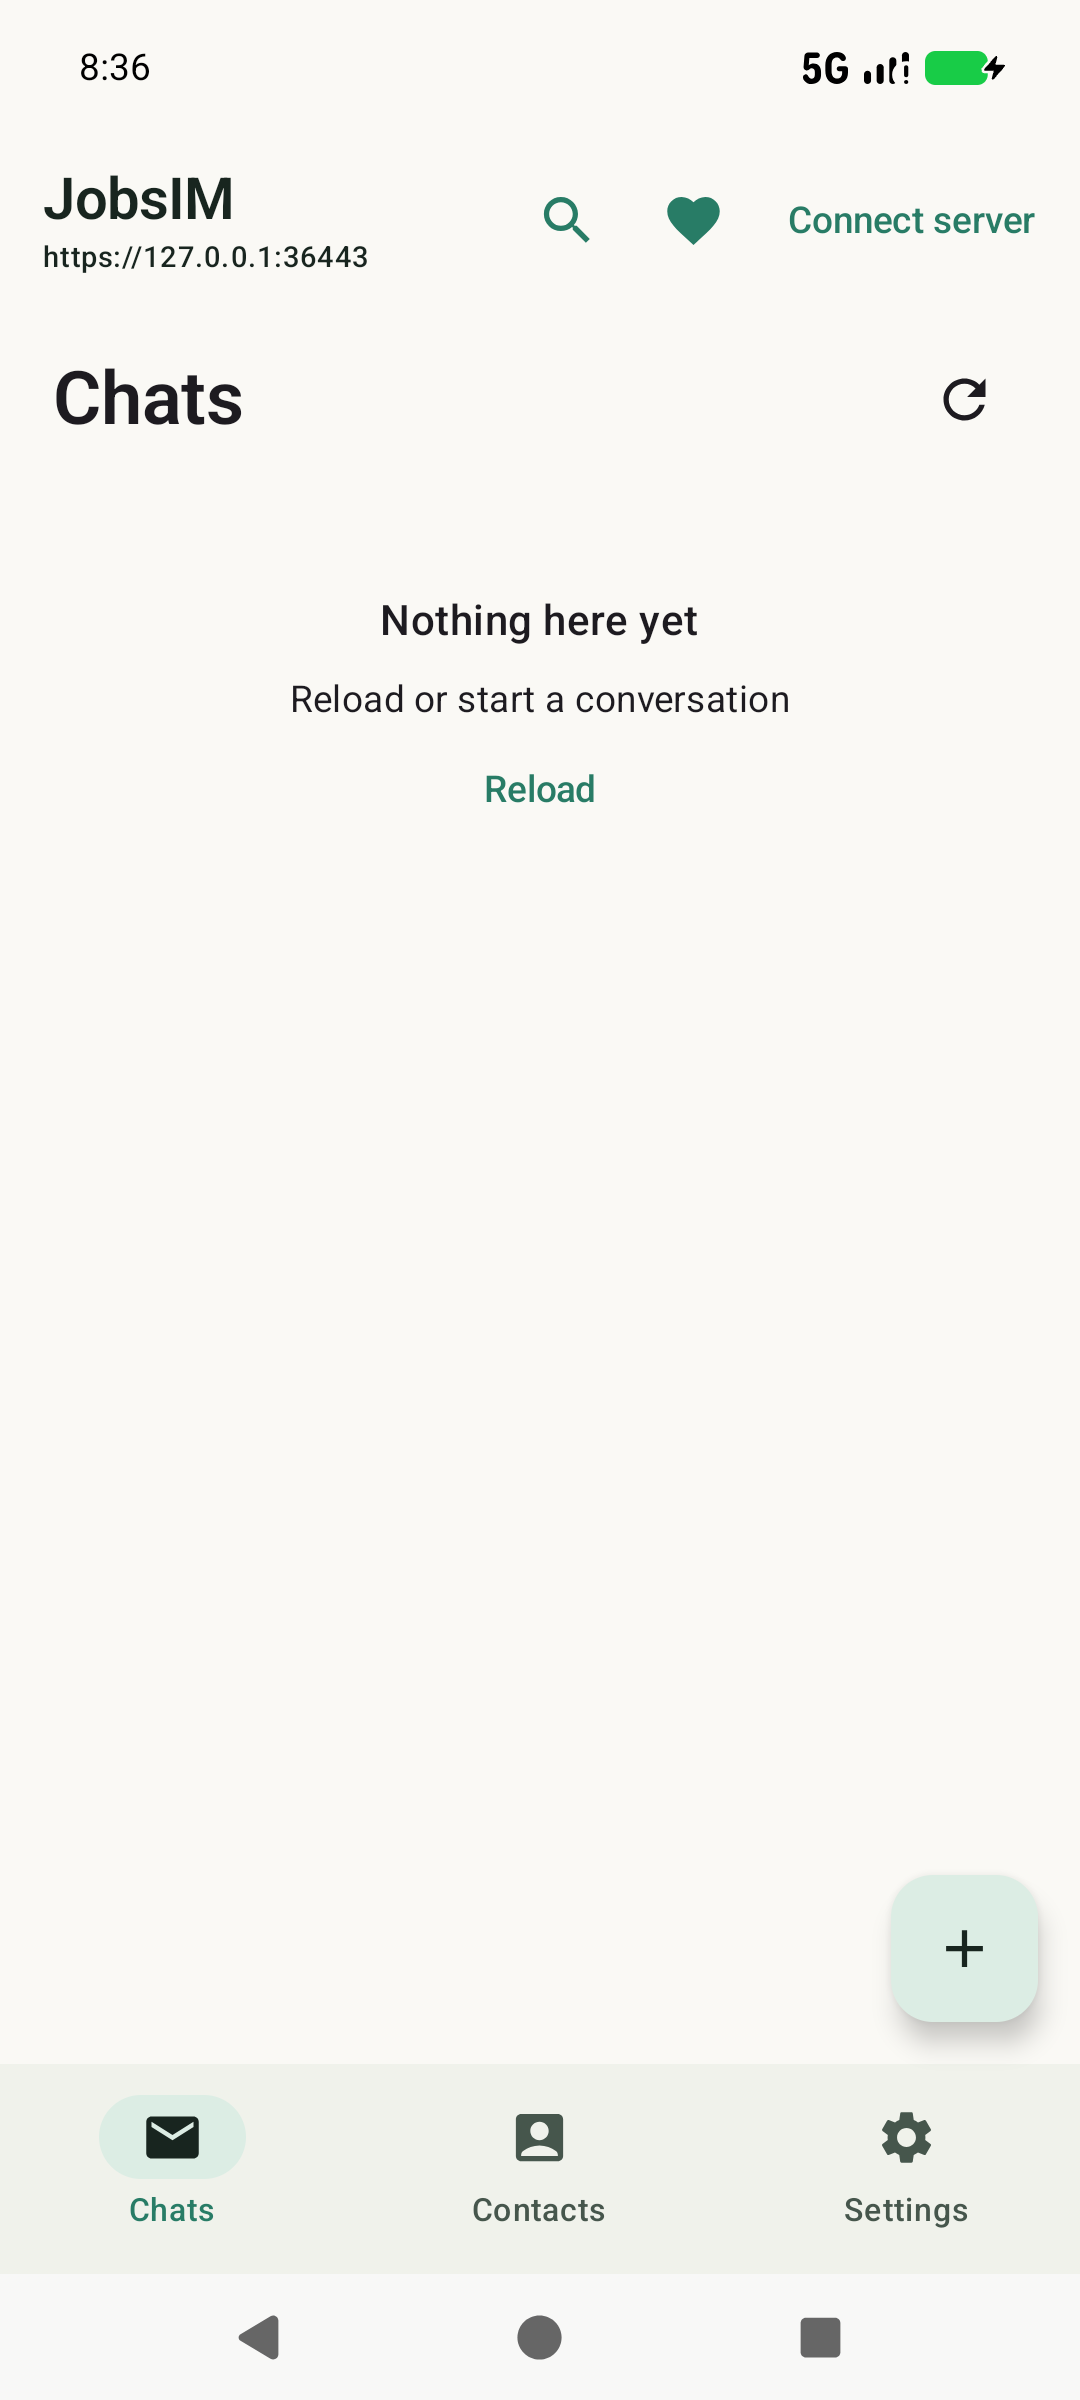 8:36
5G
JobsIM
https://127.0.0.1:36443
Connect server
Chats
Nothing here yet
Reload or start a conversation
Reload
Chats
Contacts
Settings